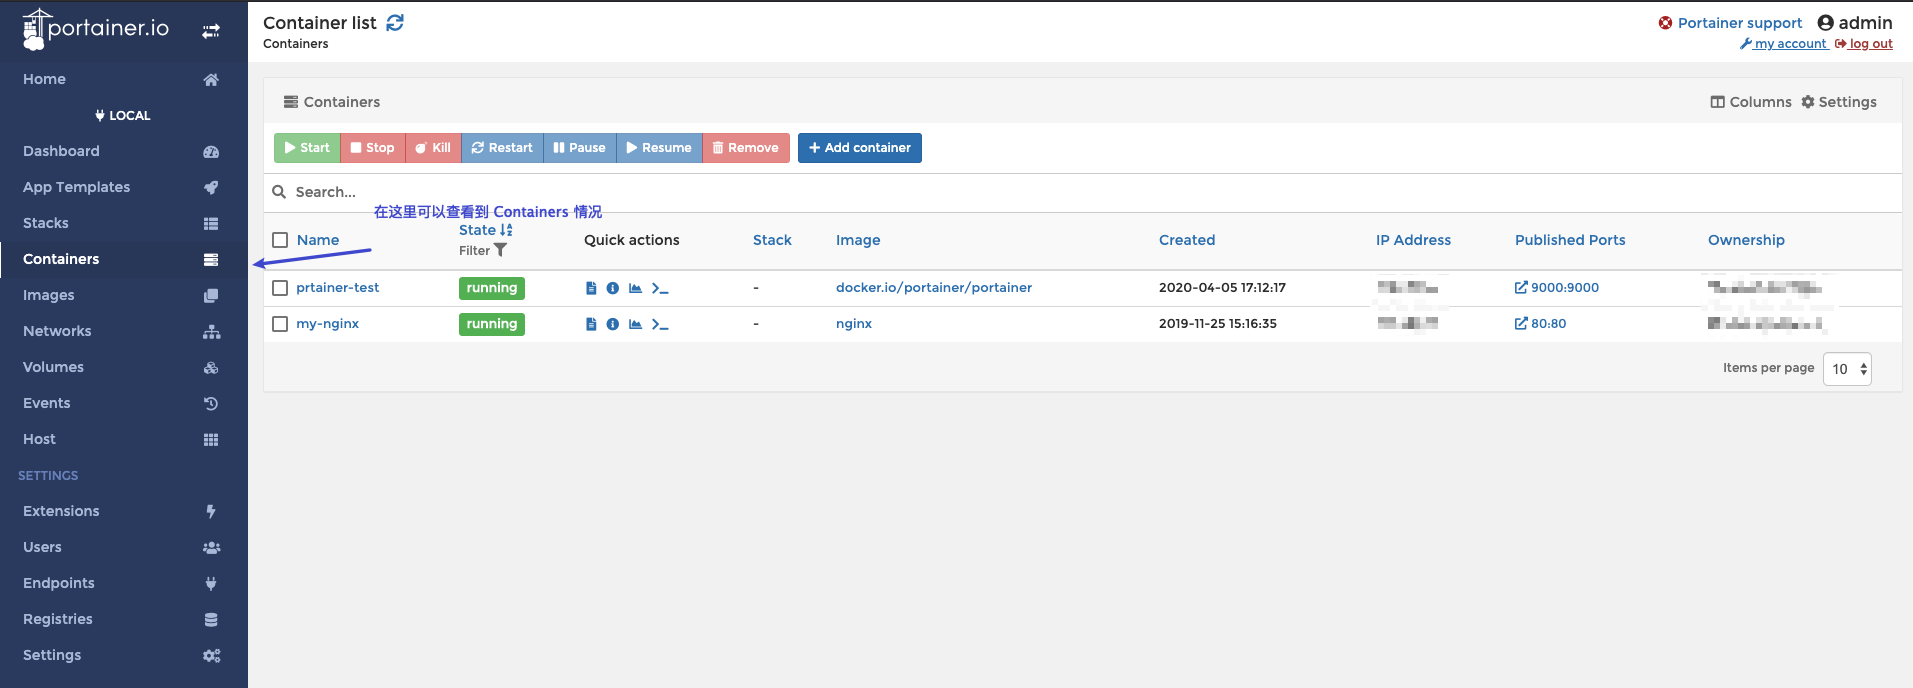 portainer.io
Home
LOCAL
Dashboard
App Templates
Stacks
Containers
Images
Networks
Volumes
Events
Host
SETTINGS
Extensions
Users
Endpoints
Registries
Settings
Container list
Containers
Portainer support admin
my account log out
Containers
Columns Settings
Start Stop Kill Restart Pause Resume Remove Add container
Search...
在这里可以查看到 Containers 情况
Name State Filter Quick actions Stack Image Created IP Address Published Ports Ownership
prtainer-test running - docker.io/portainer/portainer 2020-04-05 17:12:17 9000:9000
my-nginx running - nginx 2019-11-25 15:16:35 80:80
Items per page 10